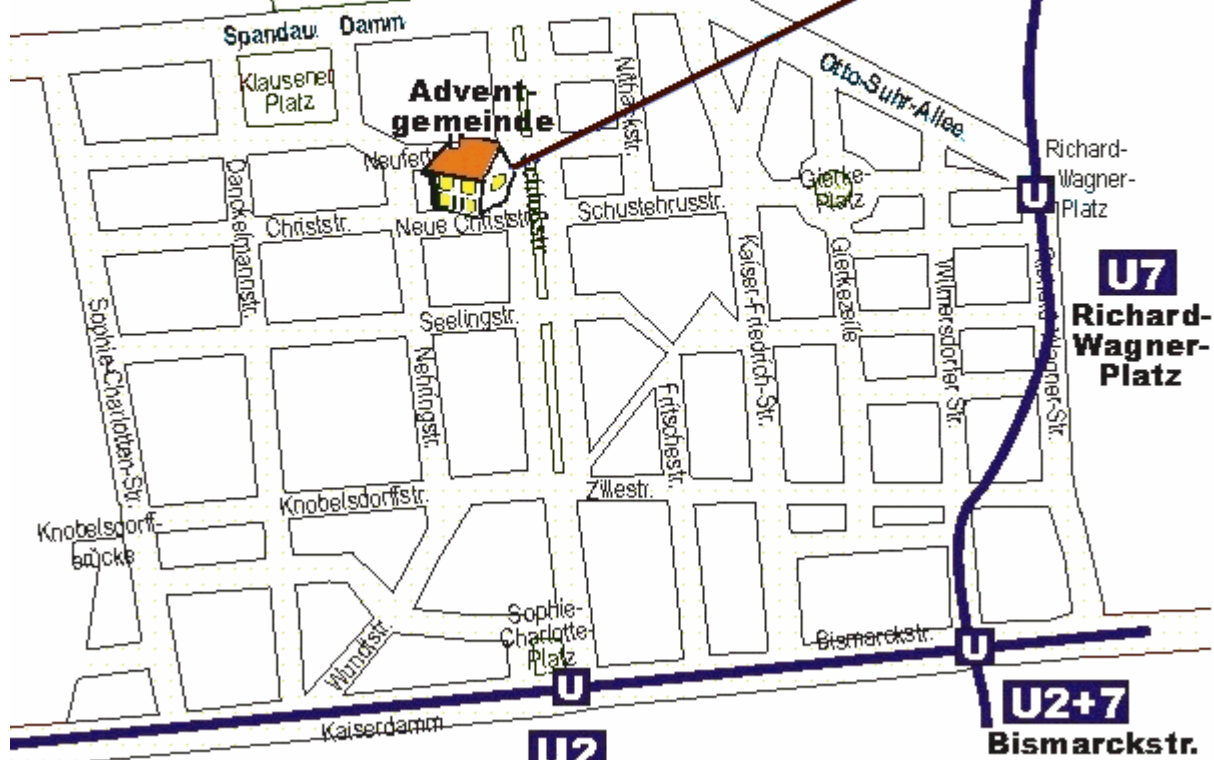 Spandau Damm
Klausener
Platz
Advent-
gemeinde
Otto-Suhr-Allee
Richard-
Wagner-
Platz
Gierke-
Platz
Danckelmannstr.
Christstr.
Neue Christstr.
Schustehrusstr.
U
U7
Richard-
Wagner-
Platz
Sophie-Charlotten-Str.
Seelingstr.
Nehringstr.
Kaiser-Friedrich-Str.
Gierkezeile
Wilmersdorfer Str.
Fritschestr.
Knobelsdorffstr.
Zillestr.
Knobelsdorff-
brücke
Sophie-
Charlotte-
Platz
Wundtstr.
Bismarckstr.
U
U
Kaiserdamm
U2+7
Bismarckstr.
U2